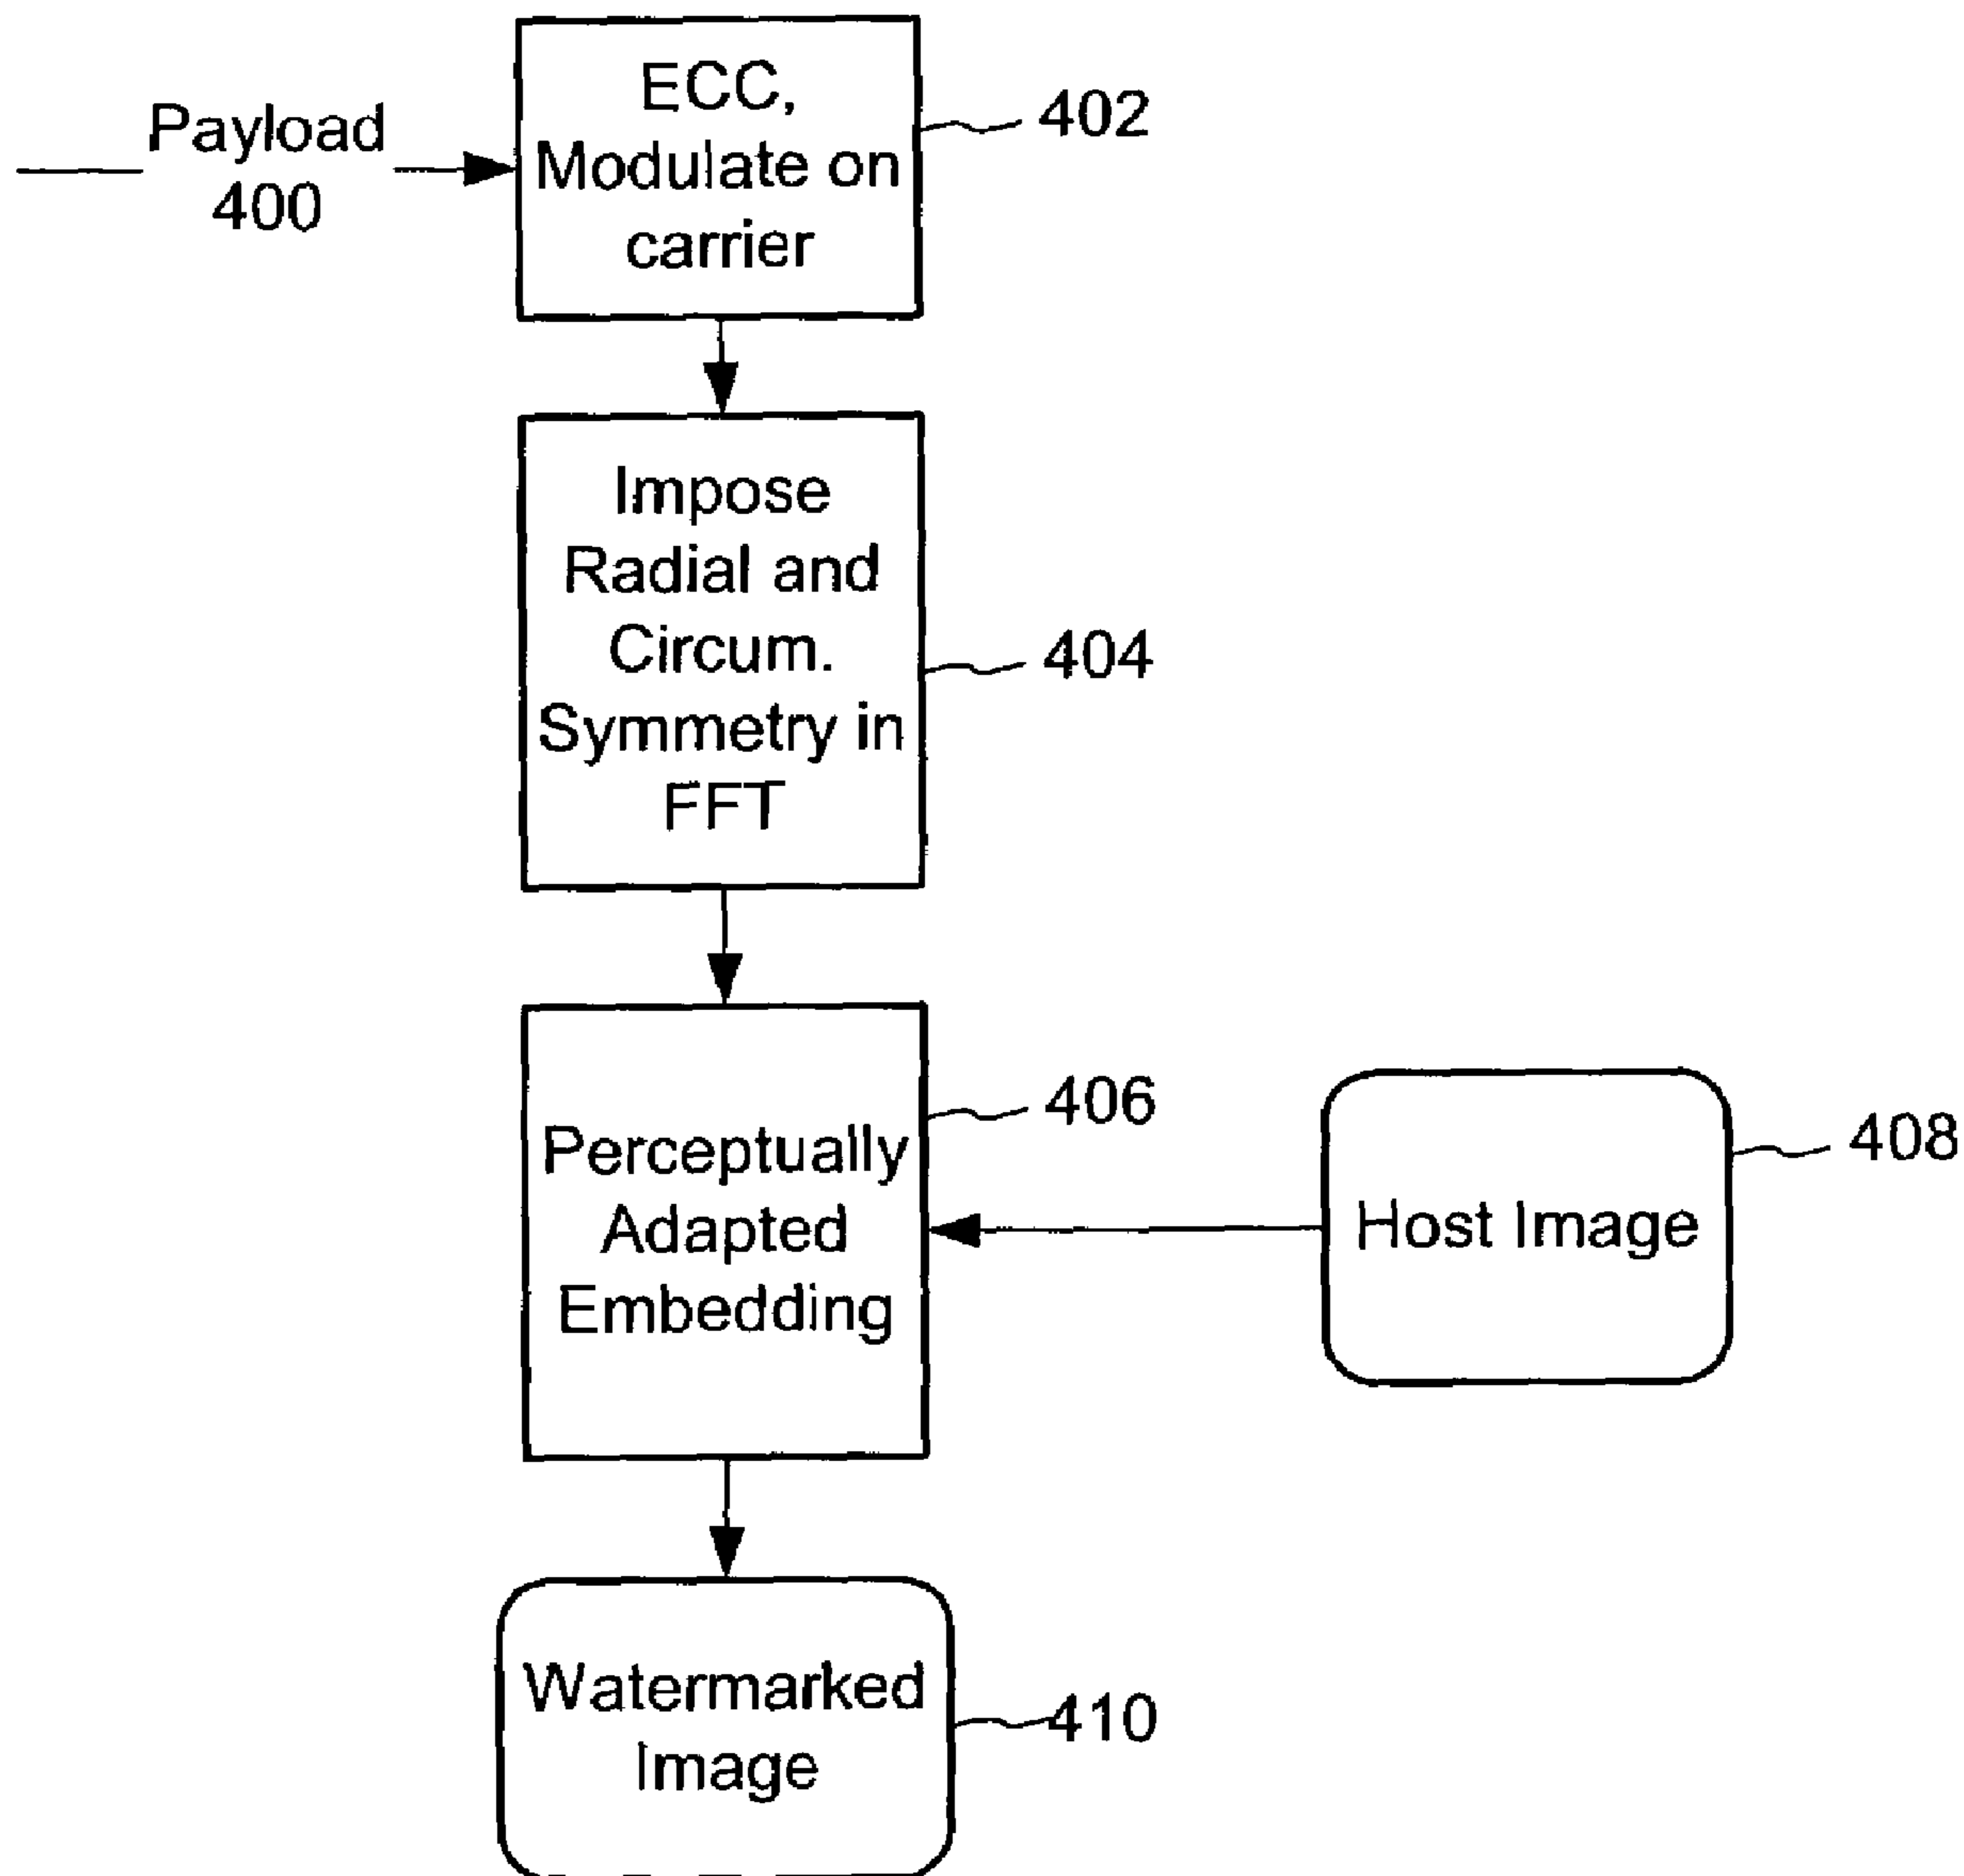 Payload
400
ECC,
Modulate on
carrier
402
Impose
Radial and
Circum.
Symmetry in
FFT
404
Perceptually
Adapted
Embedding
406
Host Image
408
Watermarked
Image
410